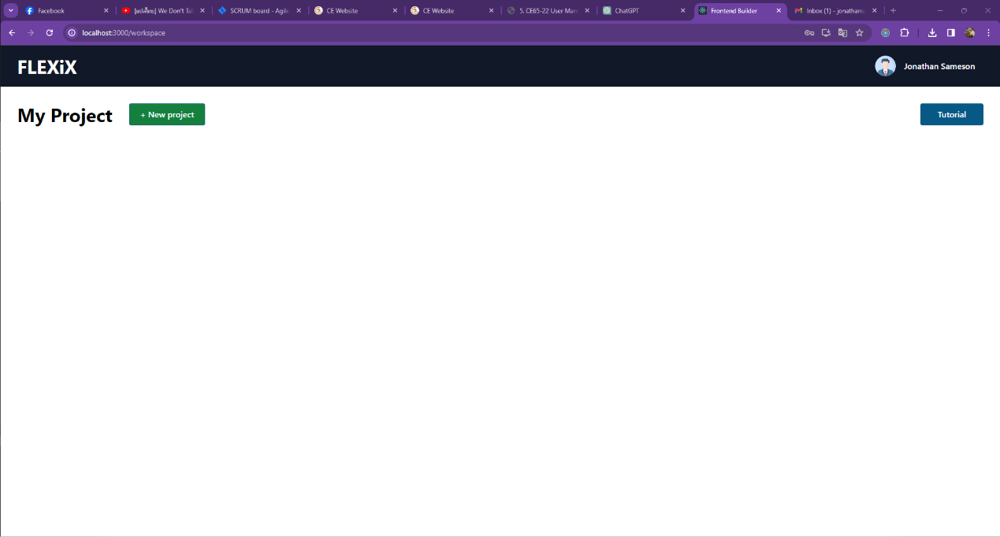 Facebook
[แปลไทย] We Don't Tal
SCRUM board - Agile
CE Website
CE Website
5. CE65-22 User Man
ChatGPT
Frontend Builder
Inbox (1) - jonathans
localhost:3000/workspace
FLEXiX
Jonathan Sameson
My Project
+ New project
Tutorial